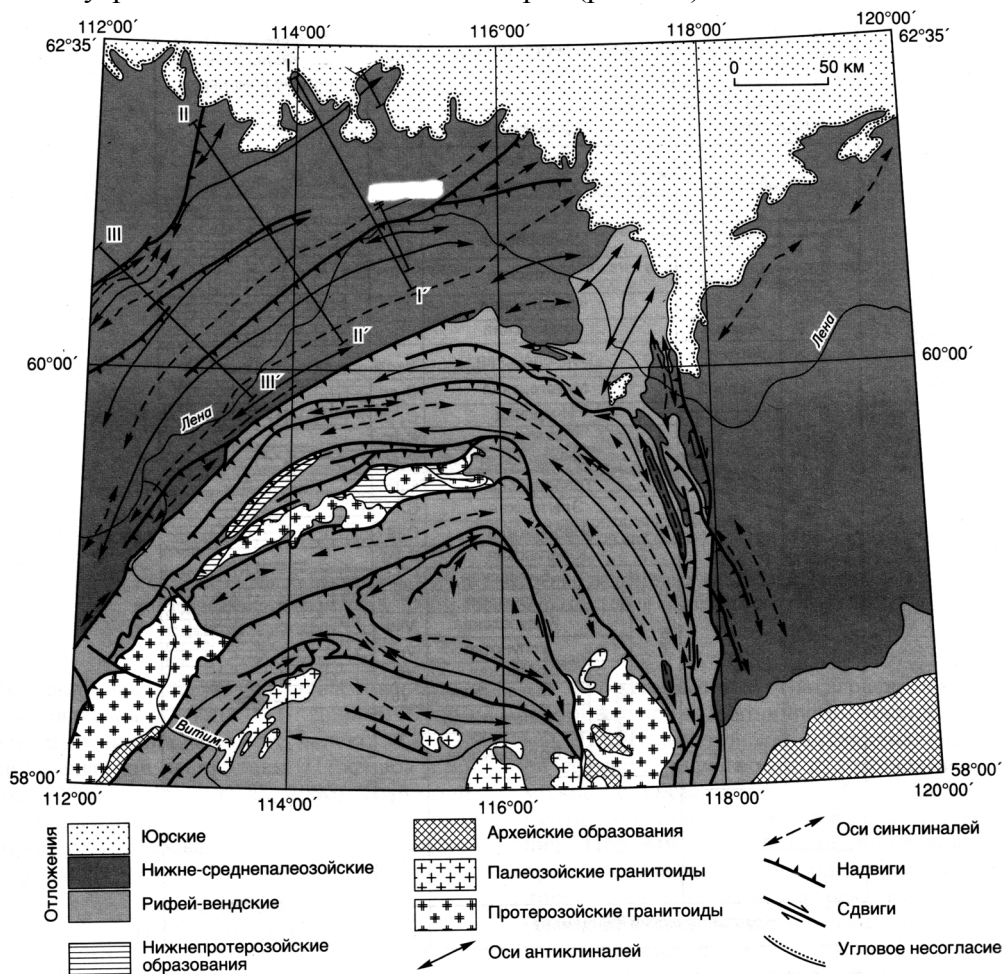 112°00´ 114°00´ 116°00´ 118°00´ 120°00´
62°35´ 62°35´
0 50 км
I
II
III
I´
II´
III´
Лена
60°00´ 60°00´
Лена
Витим
58°00´ 58°00´
112°00´ 114°00´ 116°00´ 118°00´ 120°00´
Отложения
Юрские
Нижне-среднепалеозойские
Рифей-вендские
Нижнепротерозойские
образования
Архейские образования
Палеозойские гранитоиды
Протерозойские гранитоиды
Оси антиклиналей
Оси синклиналей
Надвиги
Сдвиги
Угловое несогласие